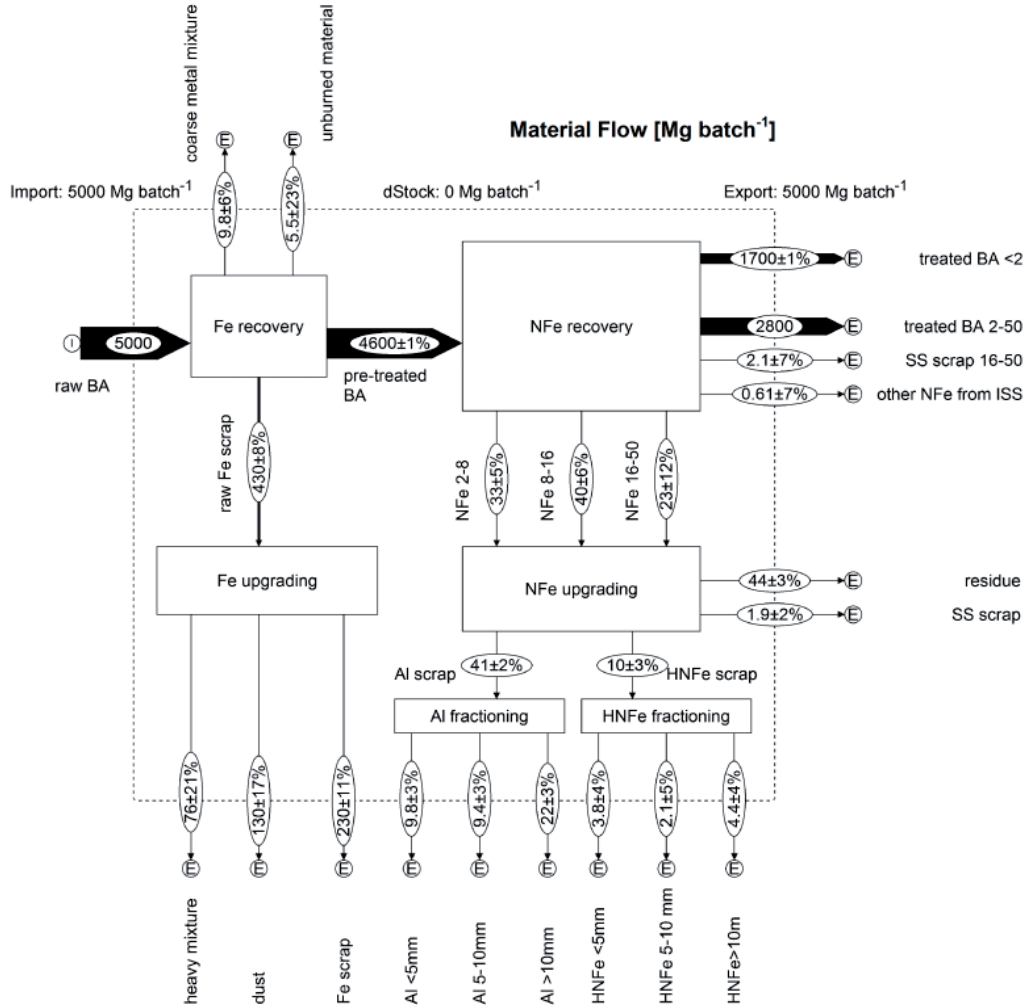 coarse metal mixture
unburned material
E
E
Material Flow [Mg batch⁻¹]
Import: 5000 Mg batch⁻¹
dStock: 0 Mg batch⁻¹
Export: 5000 Mg batch⁻¹
9.8±6%
5.5±23%
1700±1%
E
treated BA <2
I
5000
raw BA
Fe recovery
4600±1%
pre-treated
BA
NFe recovery
2800
E
treated BA 2-50
2.1±7%
E
SS scrap 16-50
0.61±7%
E
other NFe from ISS
raw Fe scrap
430±8%
NFe 2-8
33±5%
NFe 8-16
40±6%
NFe 16-50
23±12%
Fe upgrading
NFe upgrading
44±3%
E
residue
1.9±2%
E
SS scrap
Al scrap
41±2%
10±3%
HNFe scrap
Al fractioning
HNFe fractioning
76±21%
130±17%
230±11%
9.8±3%
9.4±3%
22±3%
3.8±4%
2.1±5%
4.4±4%
E
E
E
E
E
E
E
E
E
heavy mixture
dust
Fe scrap
Al <5mm
Al 5-10mm
Al >10mm
HNFe <5mm
HNFe 5-10 mm
HNFe>10m